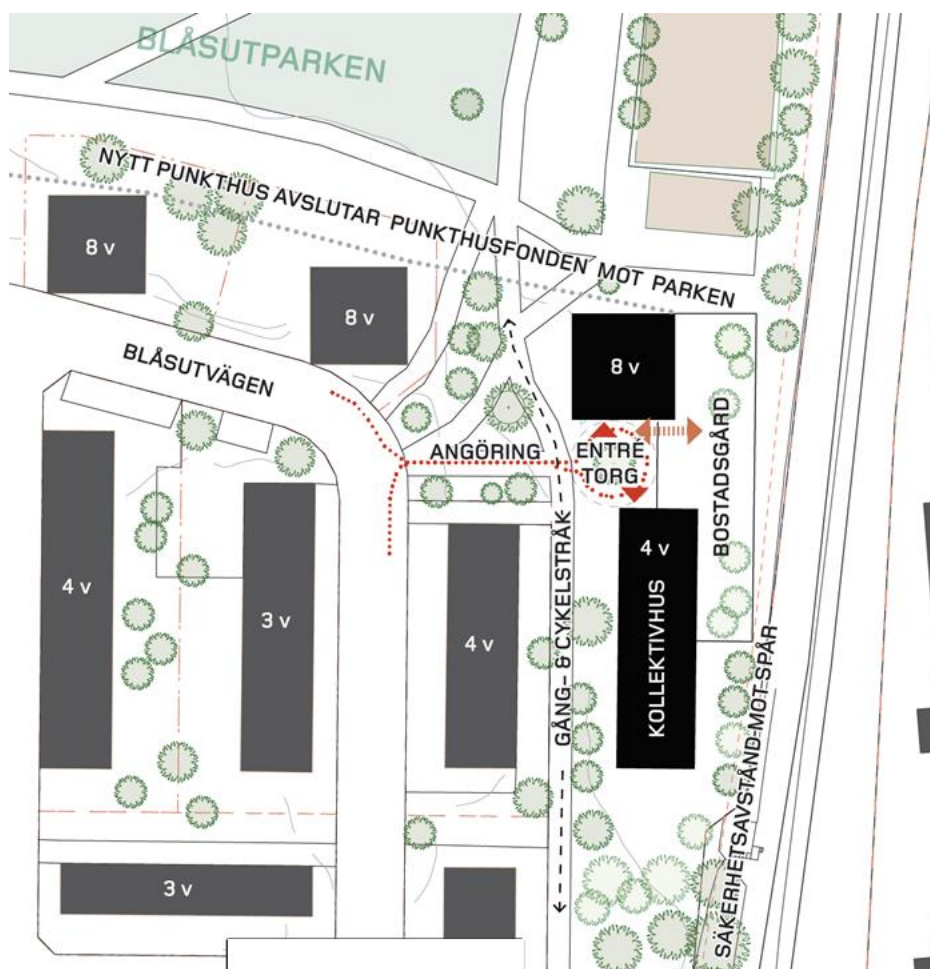 BLÅSUTPARKEN
NYTT PUNKTHUS AVSLUTAR PUNKTHUSFONDEN MOT PARKEN
8 v
8 v
8 v
BLÅSUTVÄGEN
ANGÖRING
ENTRÉ
TORG
BOSTADSGÅRD
4 v
3 v
4 v
4 v
KOLLEKTIVHUS
GÅNG- & CYKELSTRÅK
SÄKERHETSAVSTÅND MOT SPÅR
3 v